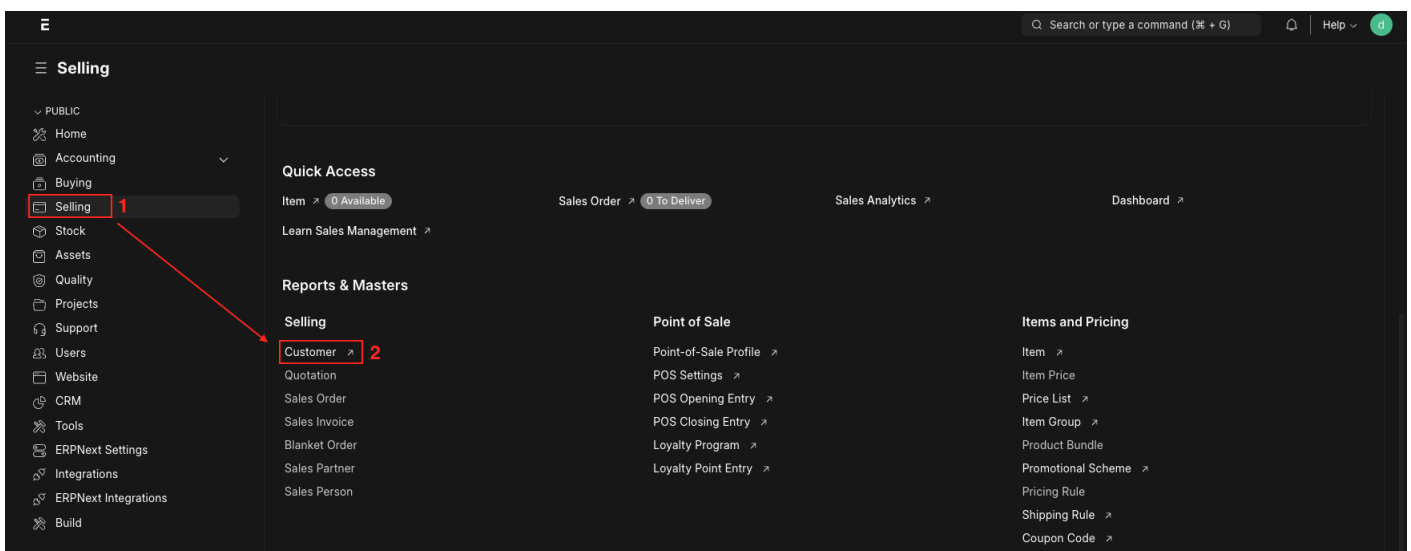 E
Search or type a command (⌘ + G)
Help
d
Selling
PUBLIC
Home
Accounting
Buying
Selling 1
Stock
Assets
Quality
Projects
Support
Users
Website
CRM
Tools
ERPNext Settings
Integrations
ERPNext Integrations
Build
Quick Access
Item 0 Available
Sales Order 0 To Deliver
Sales Analytics
Dashboard
Learn Sales Management
Reports & Masters
Selling
Customer 2
Quotation
Sales Order
Sales Invoice
Blanket Order
Sales Partner
Sales Person
Point of Sale
Point-of-Sale Profile
POS Settings
POS Opening Entry
POS Closing Entry
Loyalty Program
Loyalty Point Entry
Items and Pricing
Item
Item Price
Price List
Item Group
Product Bundle
Promotional Scheme
Pricing Rule
Shipping Rule
Coupon Code